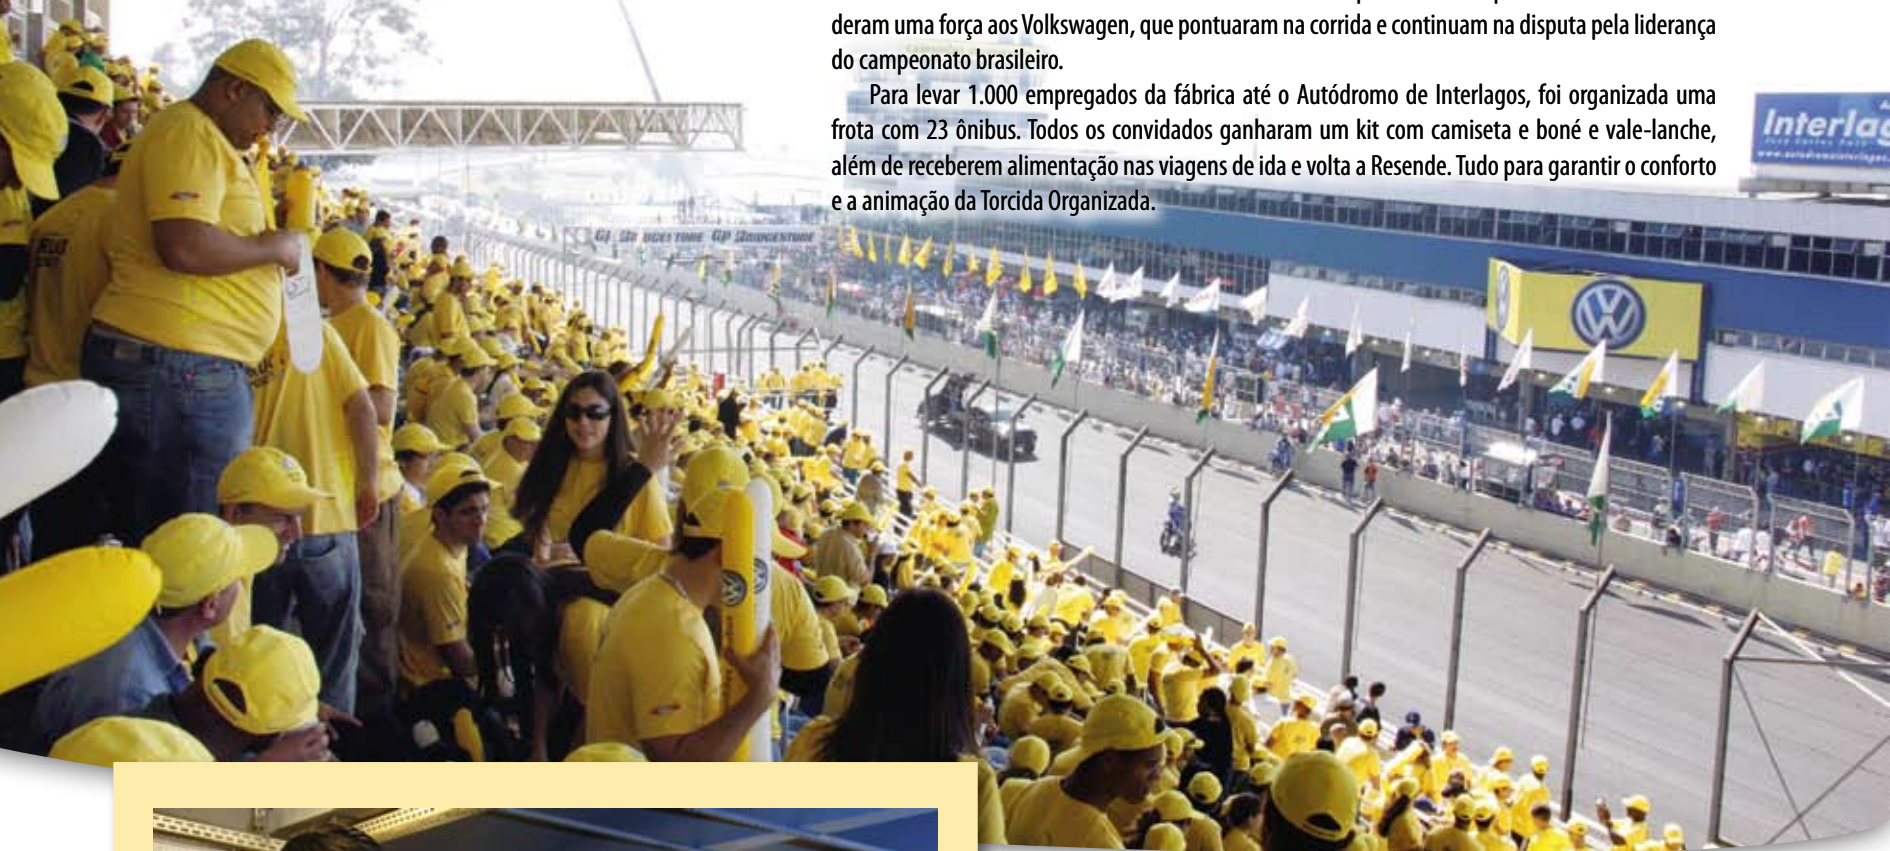 deram uma força aos Volkswagen, que pontuaram na corrida e continuam na disputa pela liderança
do campeonato brasileiro.
Para levar 1.000 empregados da fábrica até o Autódromo de Interlagos, foi organizada uma
frota com 23 ônibus. Todos os convidados ganharam um kit com camiseta e boné e vale-lanche,
além de receberem alimentação nas viagens de ida e volta a Resende. Tudo para garantir o conforto
e a animação da Torcida Organizada.
Interlag
GP BRIDGESTONE
VW